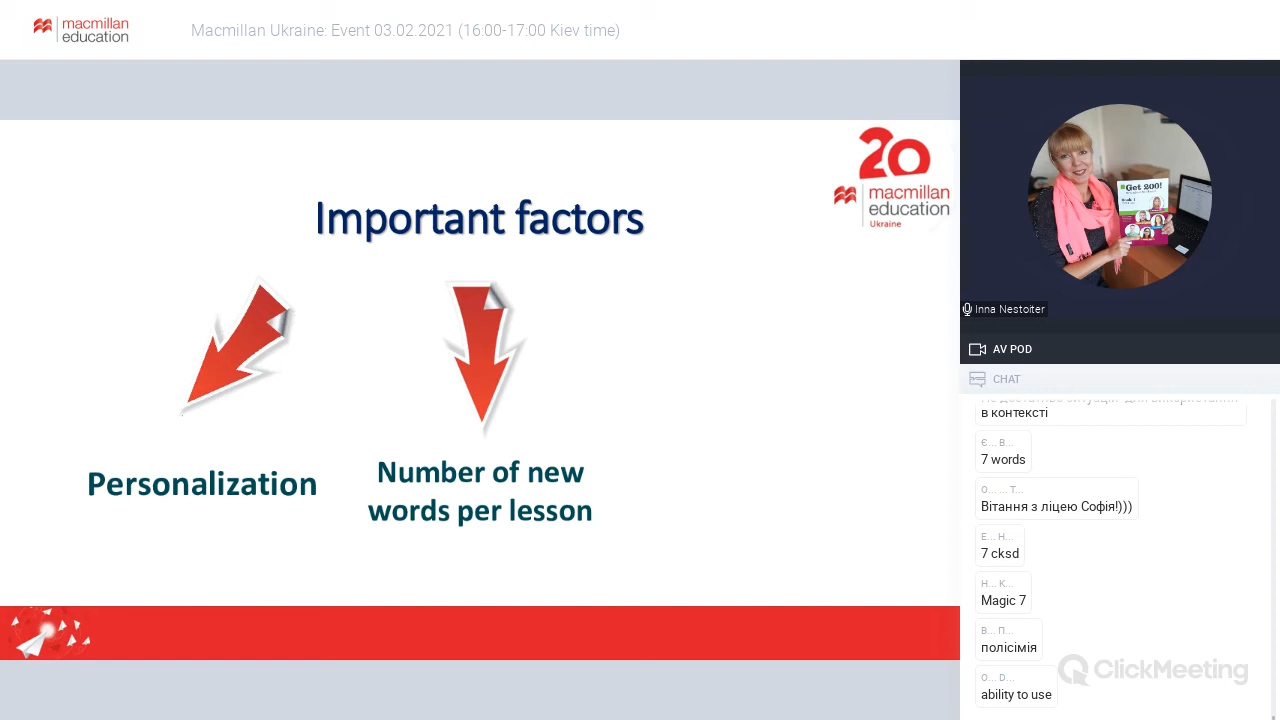 macmillan
education
Macmillan Ukraine: Event 03.02.2021 (16:00-17:00 Kiev time)
20
macmillan
education
Ukraine
Important factors
Personalization
Number of new
words per lesson
Get 200!
Inna Nestoiter
AV POD
CHAT
в контексті
Є... В...
7 words
О... ... Т...
Вітання з ліцею Софія!)))
Е... Н...
7 cksd
Н... К...
Magic 7
В... П...
полісімія
О... D...
ability to use
ClickMeeting